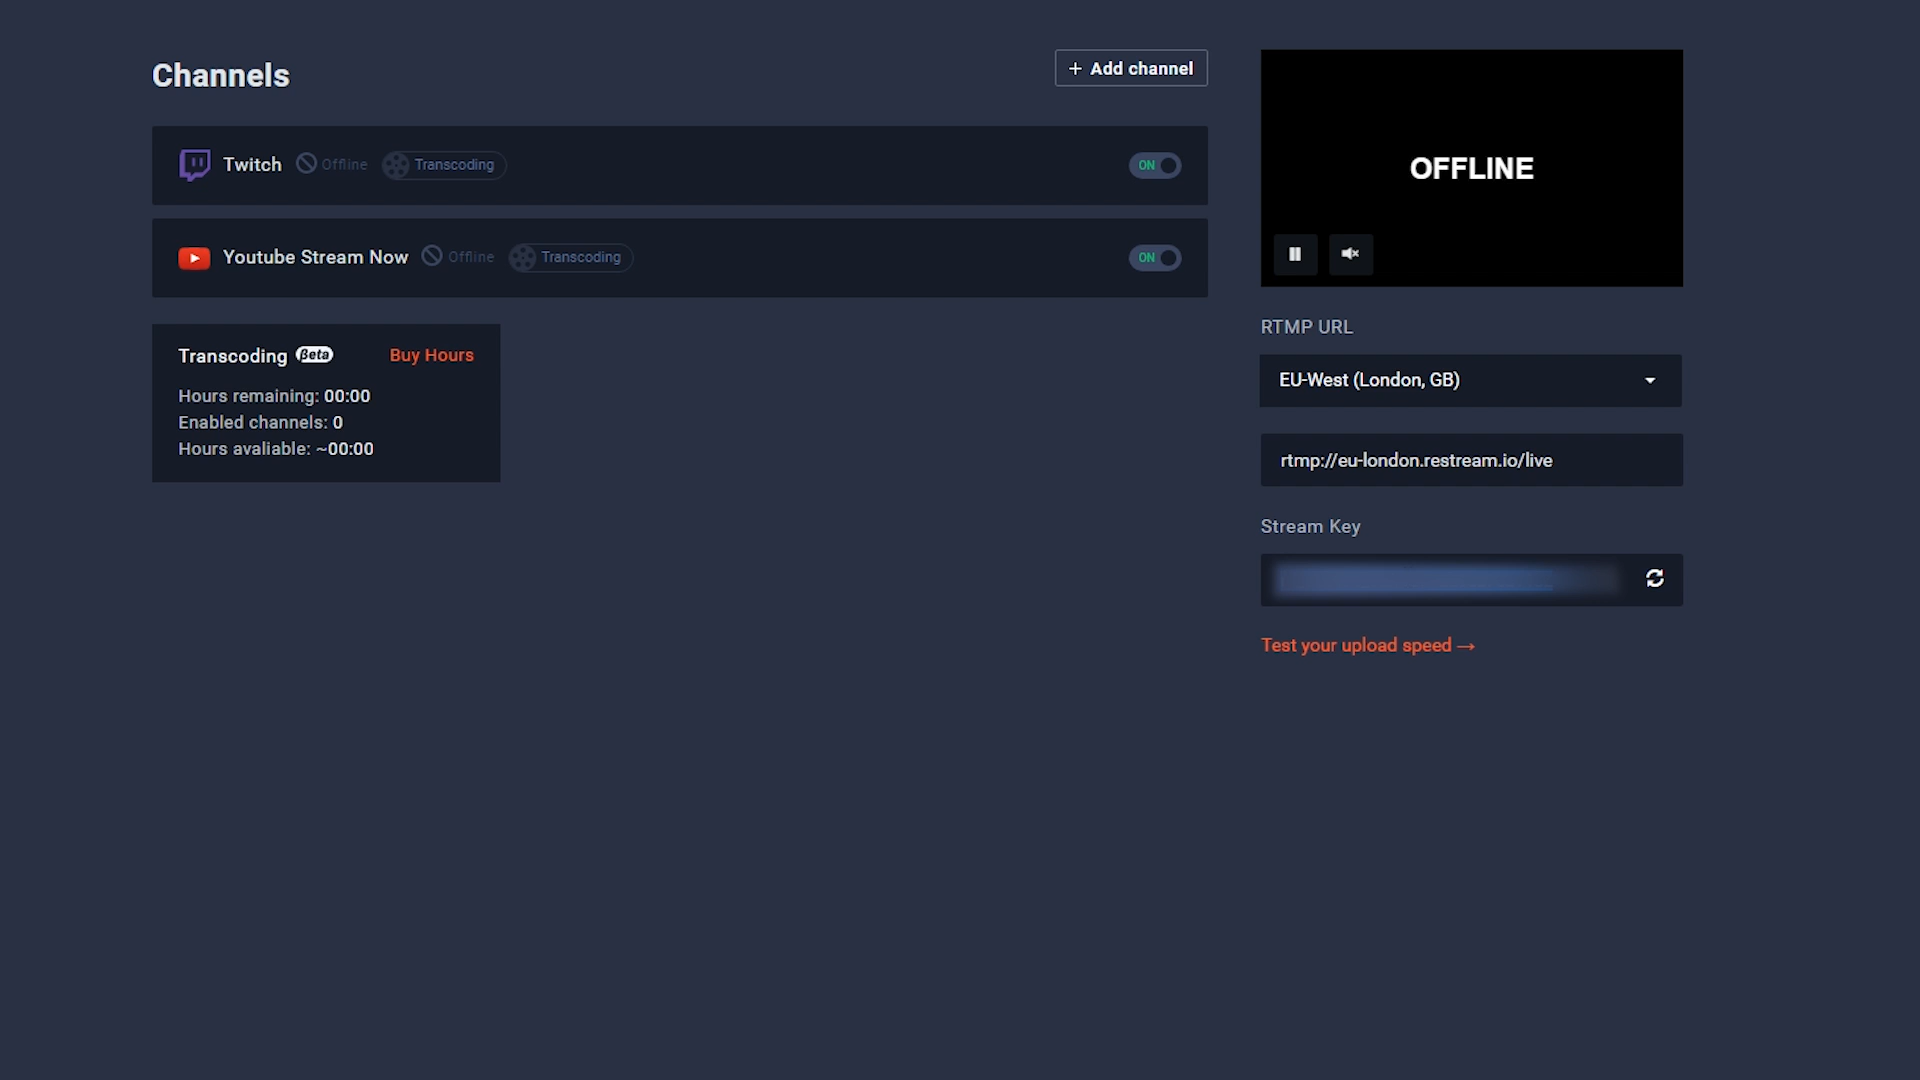 Channels
+ Add channel
Twitch Offline Transcoding ON
Youtube Stream Now Offline Transcoding ON
Transcoding Beta Buy Hours
Hours remaining: 00:00
Enabled channels: 0
Hours avaliable: ~00:00
OFFLINE
RTMP URL
EU-West (London, GB)
rtmp://eu-london.restream.io/live
Stream Key
Test your upload speed →